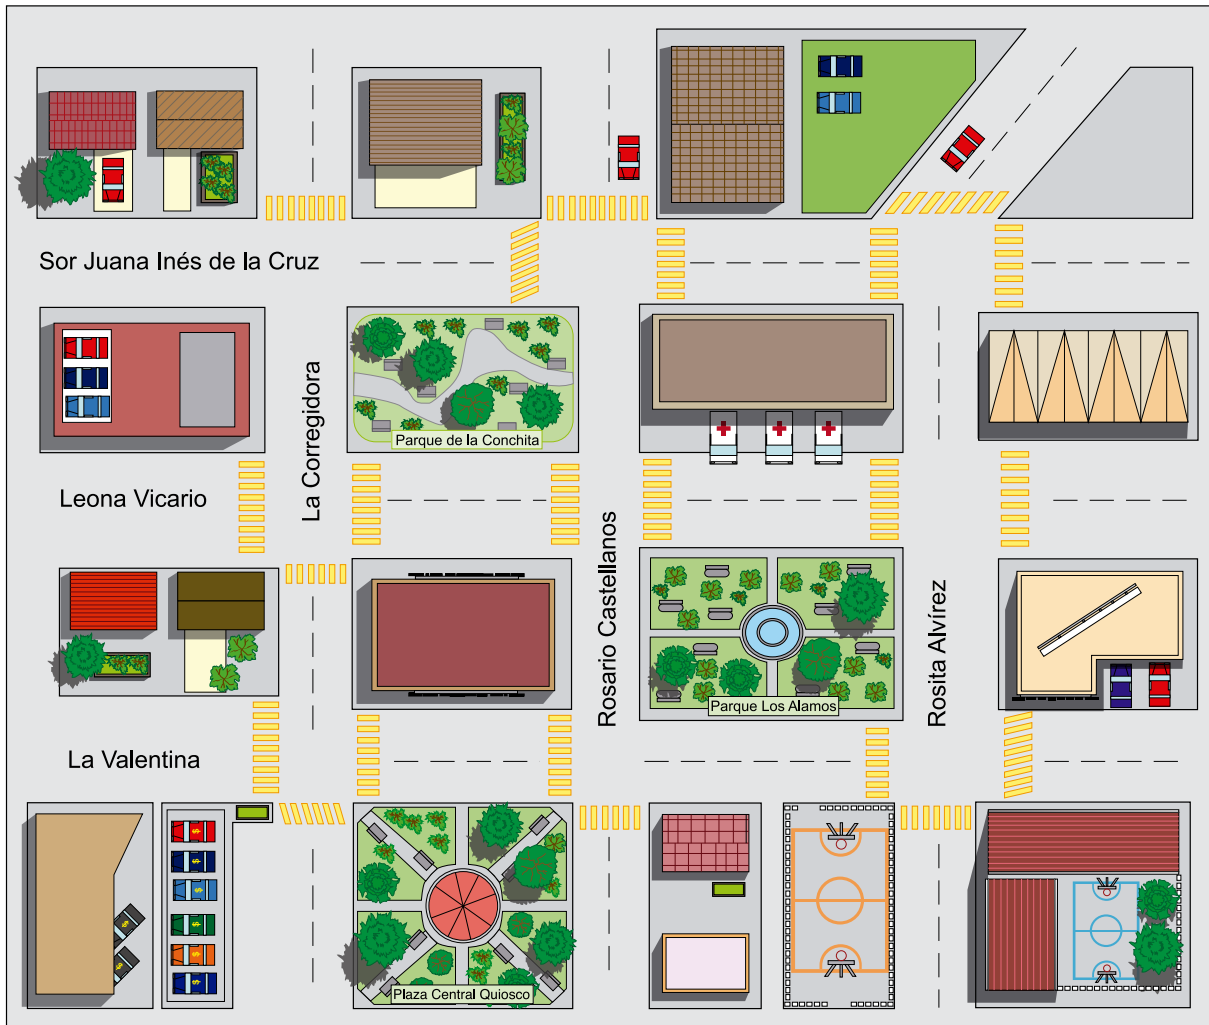 Sor Juana Inés de la Cruz
La Corregidora
Parque de la Conchita
Leona Vicario
Rosario Castellanos
Rosita Alvírez
Parque Los Alamos
La Valentina
$
$
$
$
$
$
$
$
Plaza Central Quiosco